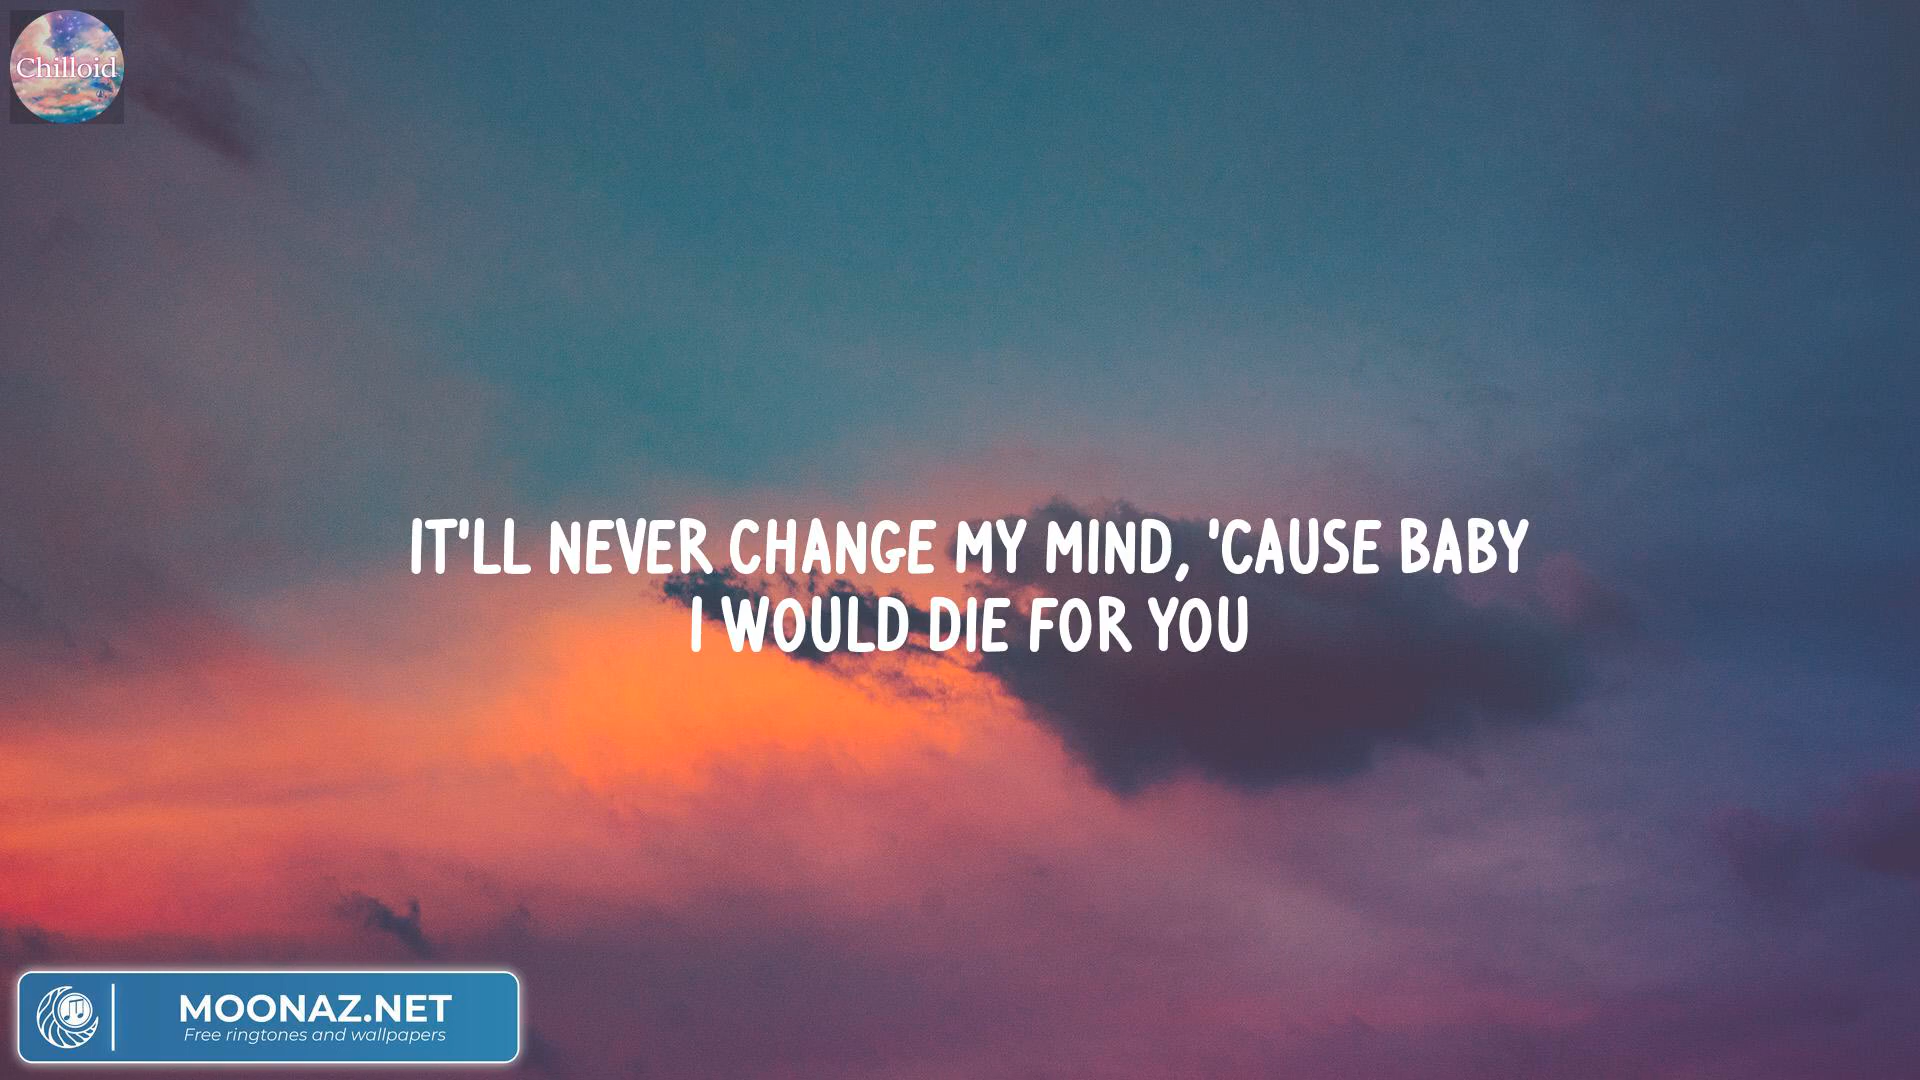 Chilloid
IT'LL NEVER CHANGE MY MIND, 'CAUSE BABY
I WOULD DIE FOR YOU
MOONAZ.NET
Free ringtones and wallpapers